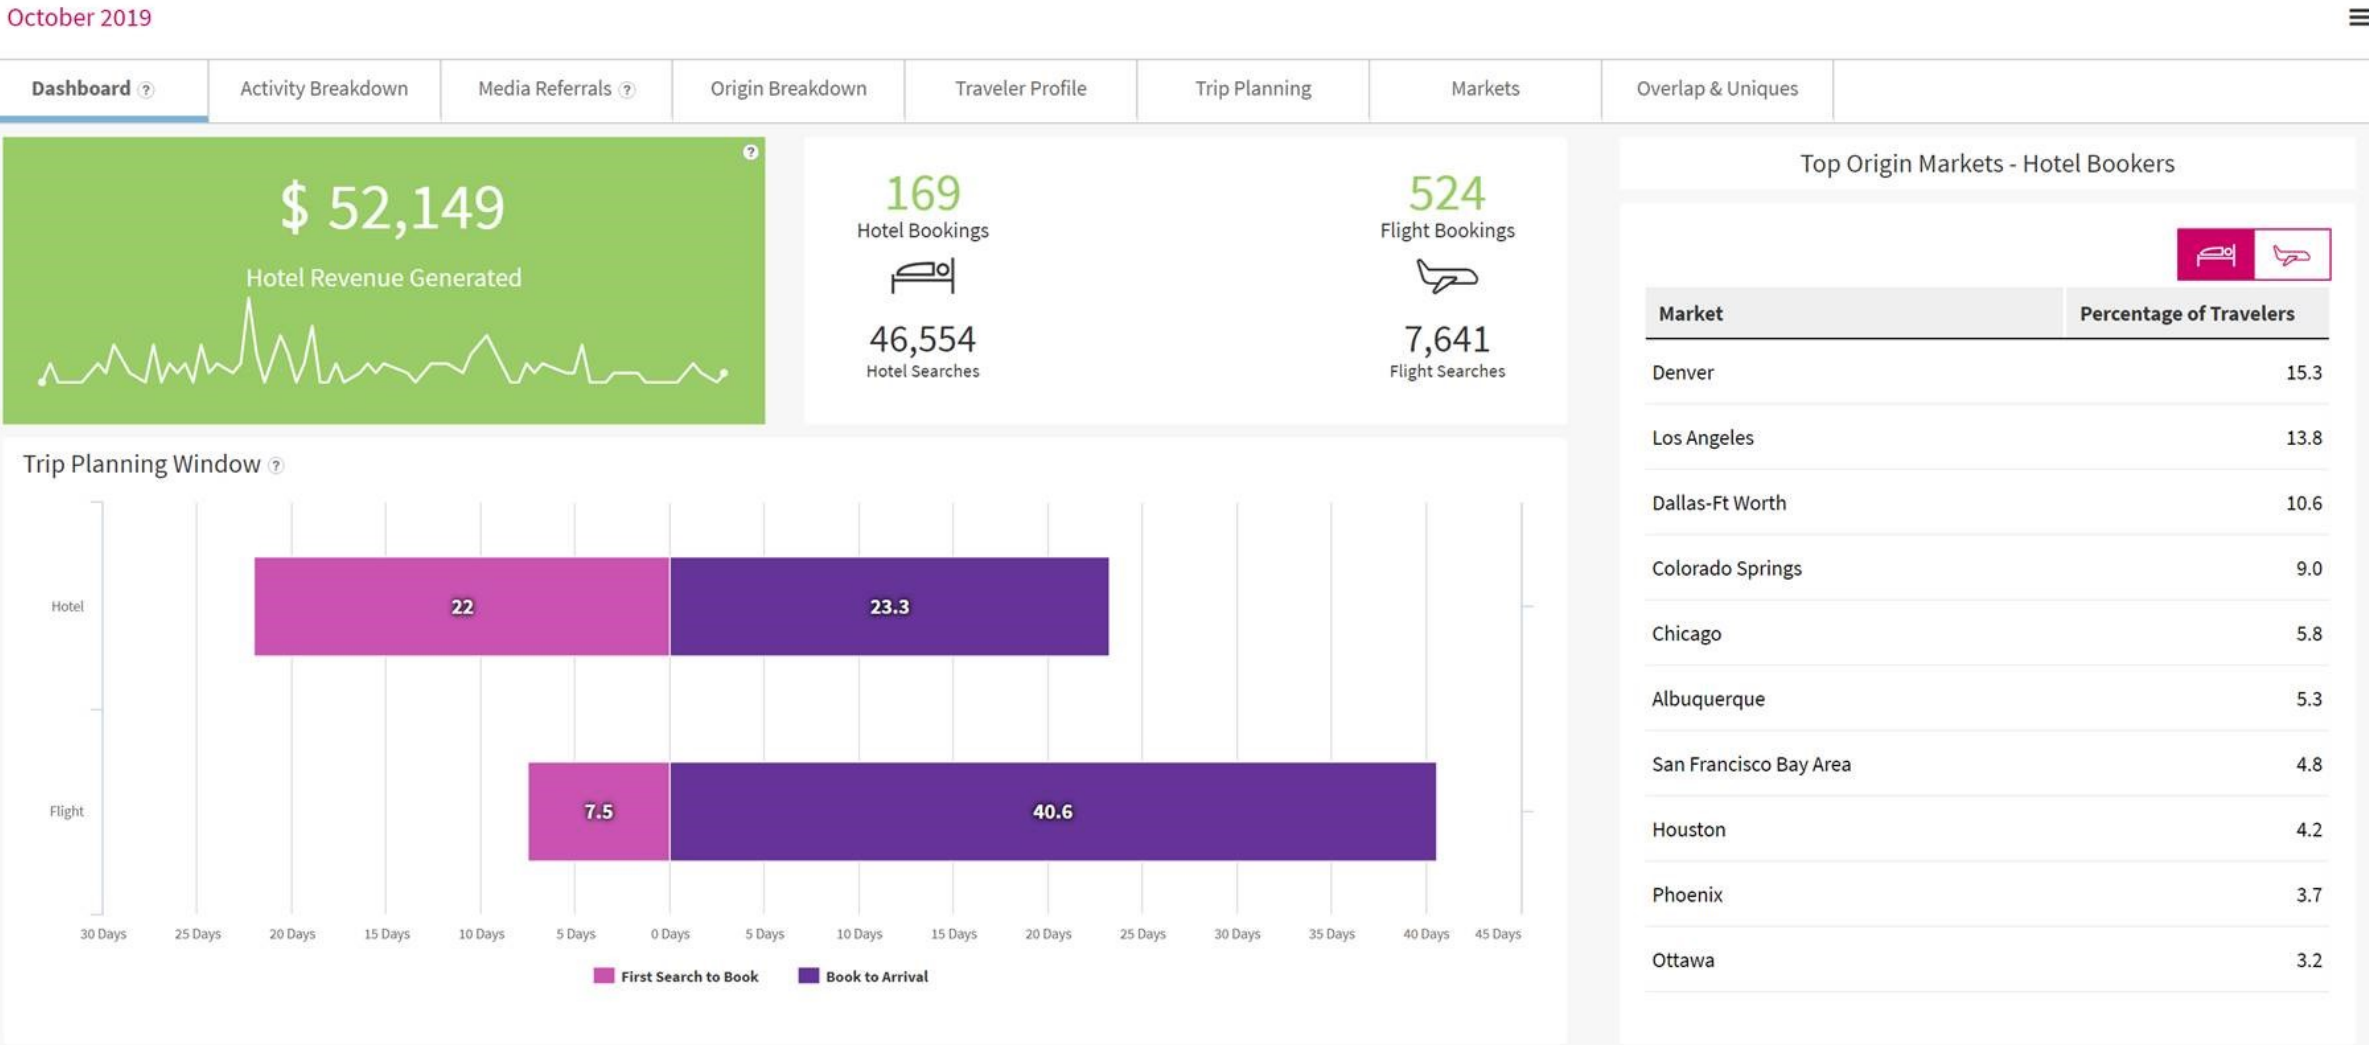 October 2019
Dashboard ?
Activity Breakdown
Media Referrals ?
Origin Breakdown
Traveler Profile
Trip Planning
Markets
Overlap & Uniques
?
$ 52,149
Hotel Revenue Generated
169
Hotel Bookings
46,554
Hotel Searches
524
Flight Bookings
7,641
Flight Searches
Trip Planning Window ?
Hotel
22
23.3
Flight
7.5
40.6
30 Days 25 Days 20 Days 15 Days 10 Days 5 Days 0 Days 5 Days 10 Days 15 Days 20 Days 25 Days 30 Days 35 Days 40 Days 45 Days
First Search to Book Book to Arrival
Top Origin Markets - Hotel Bookers
Market Percentage of Travelers
Denver 15.3
Los Angeles 13.8
Dallas-Ft Worth 10.6
Colorado Springs 9.0
Chicago 5.8
Albuquerque 5.3
San Francisco Bay Area 4.8
Houston 4.2
Phoenix 3.7
Ottawa 3.2